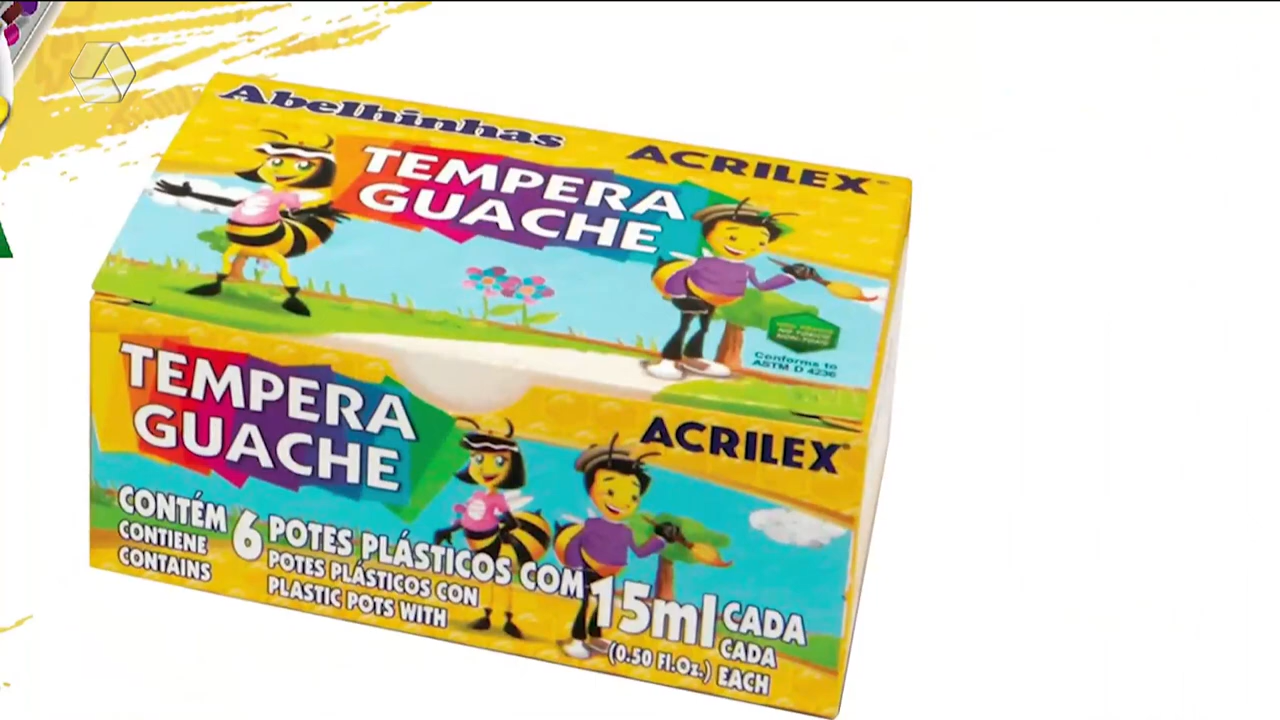 Abelhinhas
ACRILEX
TEMPERA
GUACHE
Conforms to
ASTM D 4236
TEMPERA
GUACHE
ACRILEX
CONTÉM 6 POTES PLÁSTICOS COM 15ml CADA
CONTIENE POTES PLÁSTICOS CON CADA
CONTAINS PLASTIC POTS WITH (0.50 Fl.Oz.) EACH